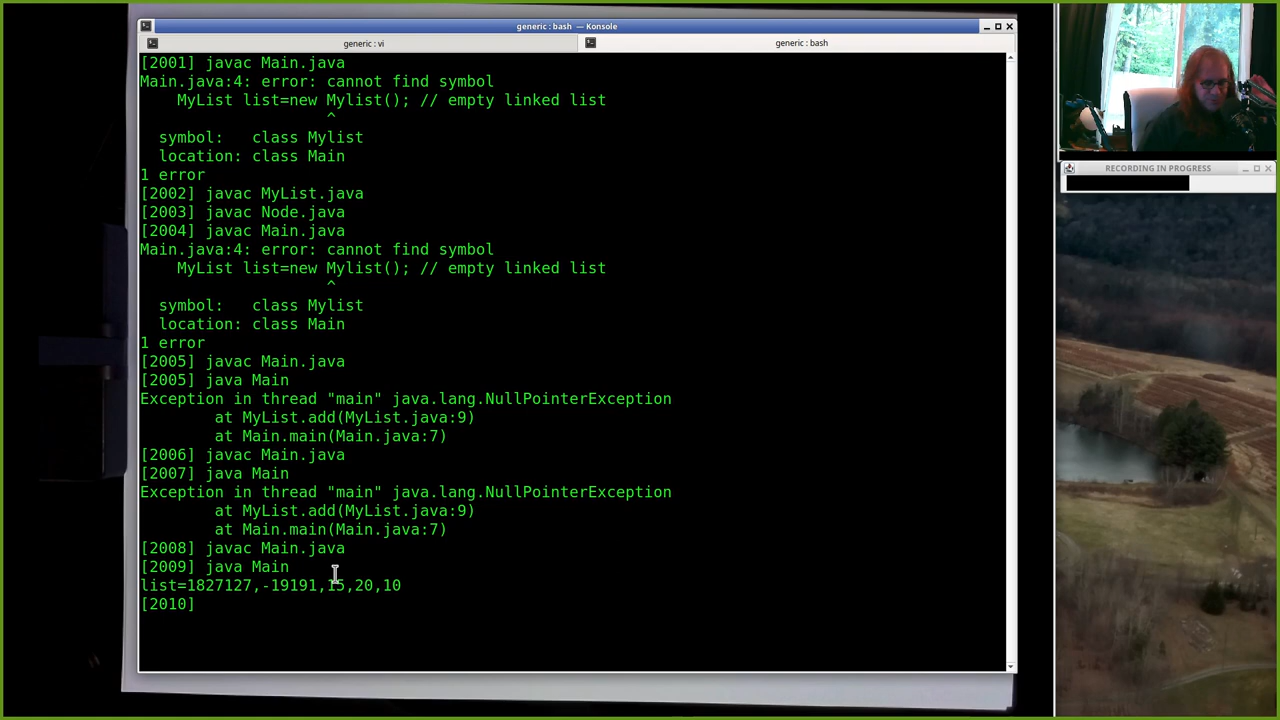 generic : bash — Konsole
generic : vi
generic : bash
[2001] javac Main.java
Main.java:4: error: cannot find symbol
    MyList list=new Mylist(); // empty linked list
                    ^
  symbol:   class Mylist
  location: class Main
1 error
[2002] javac MyList.java
[2003] javac Node.java
[2004] javac Main.java
Main.java:4: error: cannot find symbol
    MyList list=new Mylist(); // empty linked list
                    ^
  symbol:   class Mylist
  location: class Main
1 error
[2005] javac Main.java
[2005] java Main
Exception in thread "main" java.lang.NullPointerException
        at MyList.add(MyList.java:9)
        at Main.main(Main.java:7)
[2006] javac Main.java
[2007] java Main
Exception in thread "main" java.lang.NullPointerException
        at MyList.add(MyList.java:9)
        at Main.main(Main.java:7)
[2008] javac Main.java
[2009] java Main
list=1827127,-19191,15,20,10
[2010]
RECORDING IN PROGRESS